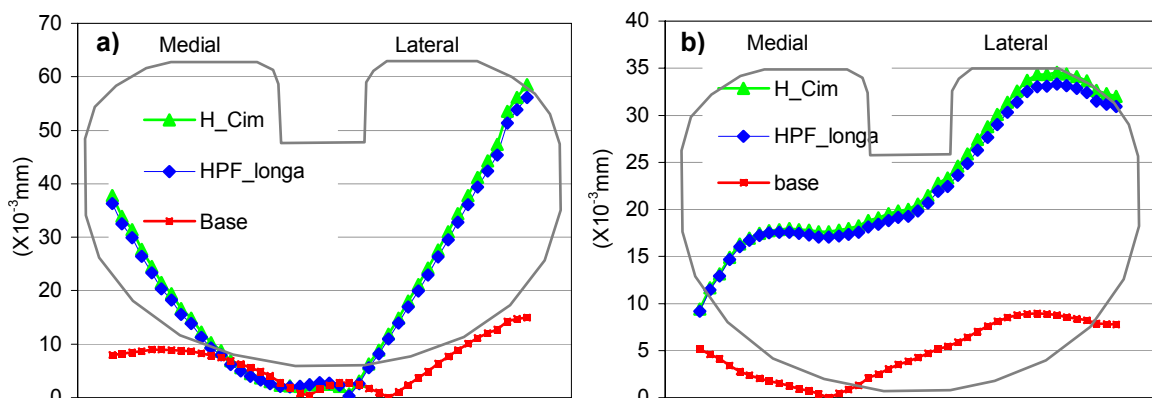 a)
Medial
Lateral
H_Cim
HPF_longa
Base
(X10⁻³mm)
70
60
50
40
30
20
10
0
b)
Medial
Lateral
H_Cim
HPF_longa
base
(X10⁻³mm)
40
35
30
25
20
15
10
5
0